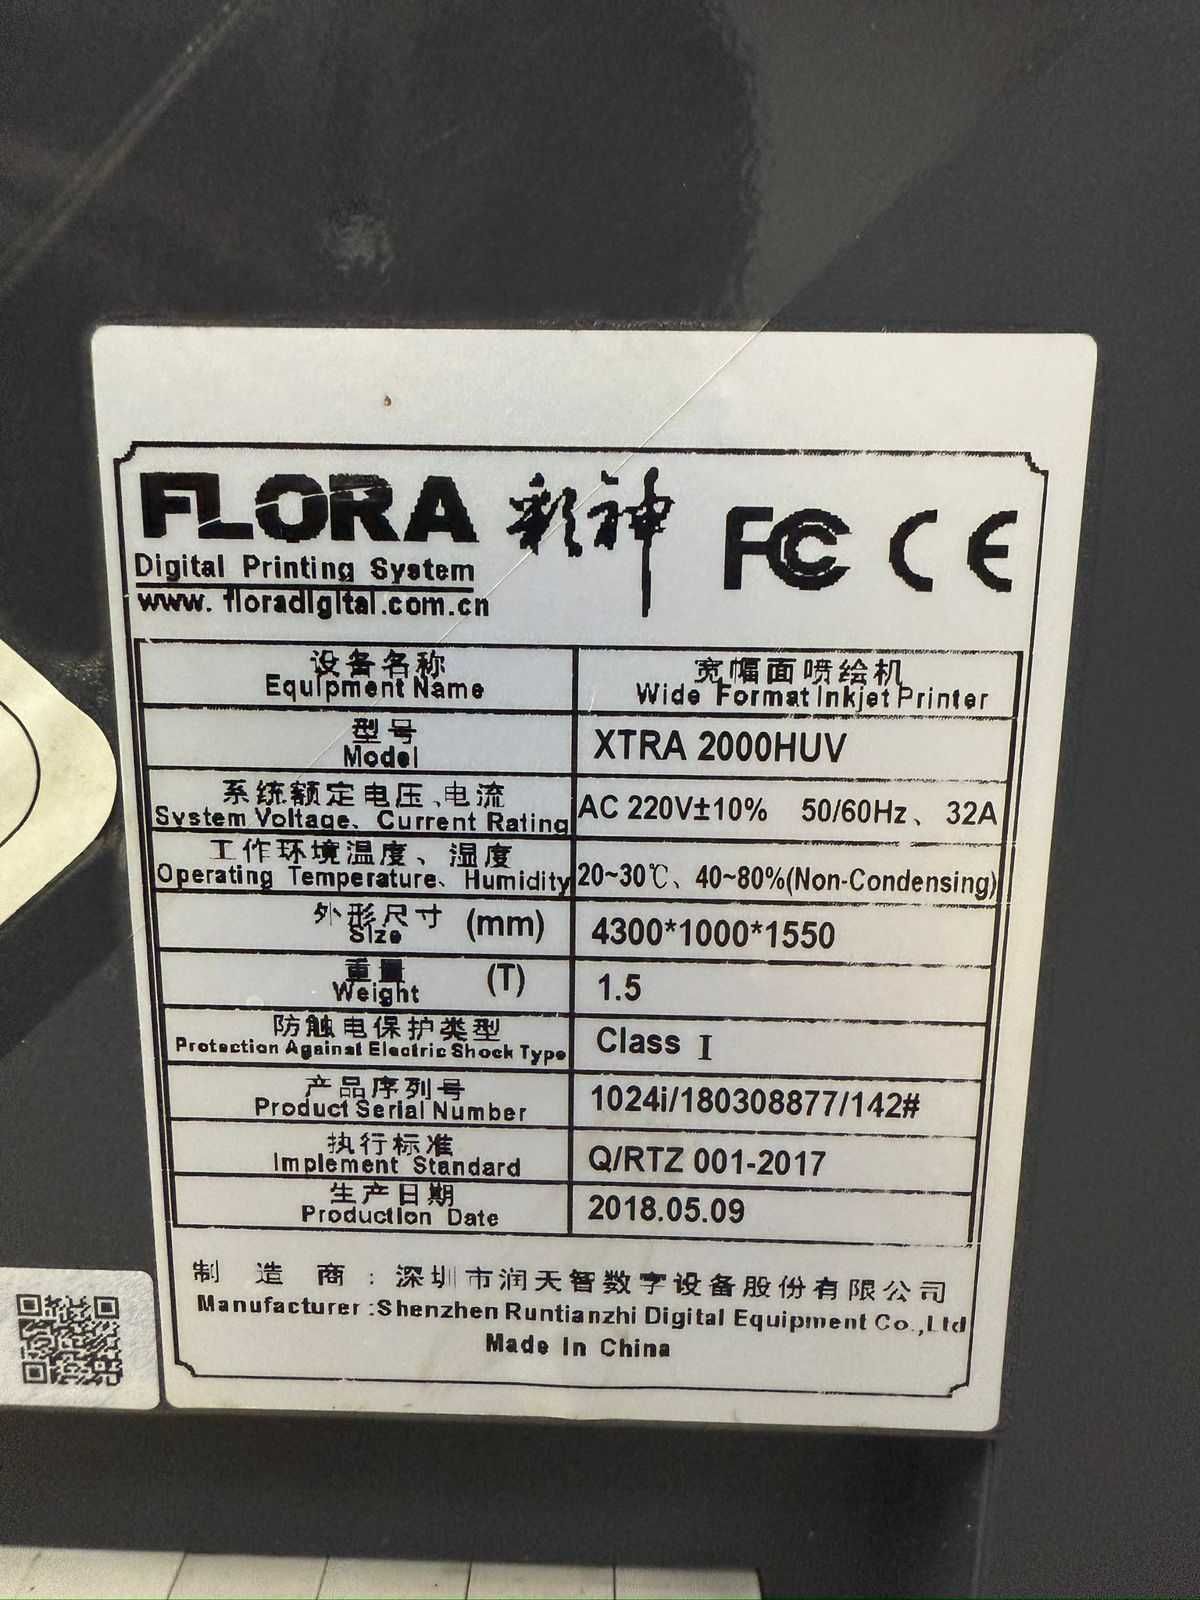 FLORA 彩神 FC CE
Digital Printing System
www.floradigital.com.cn
设备名称 宽幅面喷绘机
Equipment Name Wide Format Inkjet Printer
型号
Model XTRA 2000HUV
系统额定电压、电流
System Voltage、Current Rating AC 220V±10% 50/60Hz、32A
工作环境温度、湿度
Operating Temperature、Humidity 20~30℃、40~80%(Non-Condensing)
外形尺寸 (mm) 4300*1000*1550
Size
重量 (T) 1.5
Weight
防触电保护类型 Class I
Protection Against Electric Shock Type
产品序列号
Product Serial Number 1024i/180308877/142#
执行标准
Implement Standard Q/RTZ 001-2017
生产日期
Production Date 2018.05.09
制造商:深圳市润天智数字设备股份有限公司
Manufacturer:Shenzhen Runtianzhi Digital Equipment Co.,Ltd
Made In China